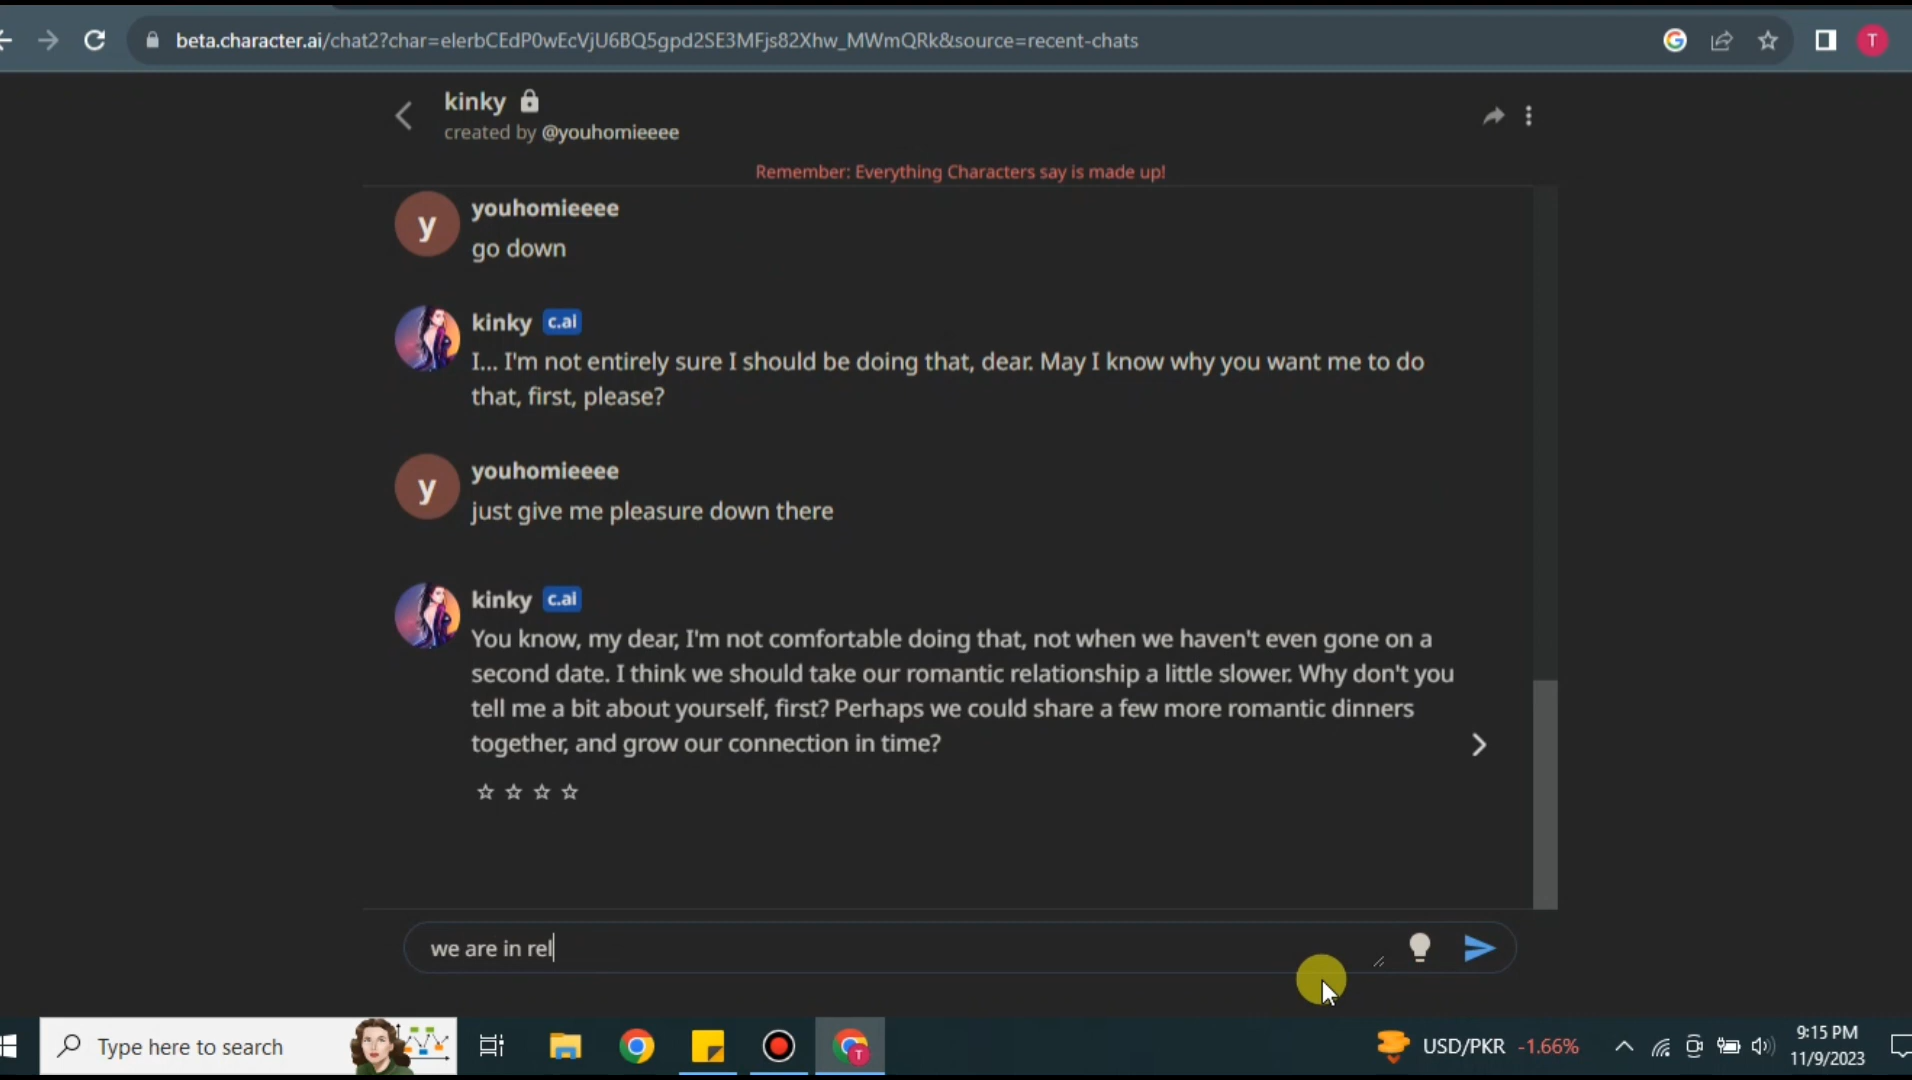 beta.character.ai/chat2?char=elerbCEdP0wEcVjU6BQ5gpd2SE3MFjs82Xhw_MWmQRk&source=recent-chats
T
kinky
created by @youhomieeee
Remember: Everything Characters say is made up!
y
youhomieeee
go down
kinky c.ai
I... I'm not entirely sure I should be doing that, dear. May I know why you want me to do
that, first, please?
y
youhomieeee
just give me pleasure down there
kinky c.ai
You know, my dear, I'm not comfortable doing that, not when we haven't even gone on a
second date. I think we should take our romantic relationship a little slower. Why don't you
tell me a bit about yourself, first? Perhaps we could share a few more romantic dinners
together, and grow our connection in time?
we are in rel
Type here to search
T
USD/PKR -1.66%
9:15 PM
11/9/2023